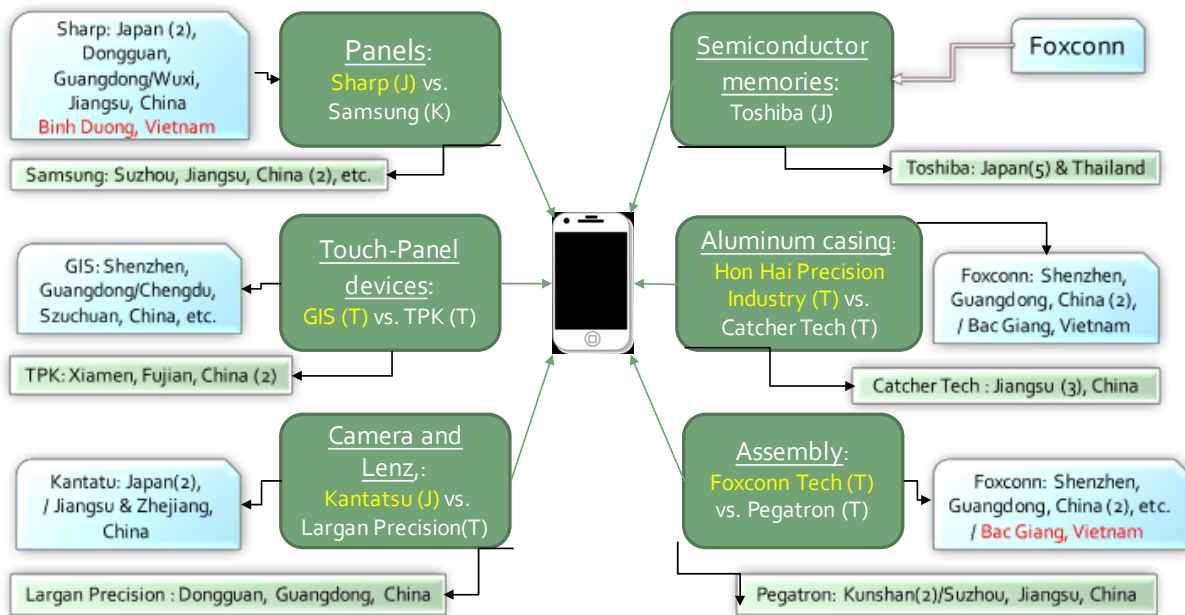 Sharp: Japan (2),
Dongguan,
Guangdong/Wuxi,
Jiangsu, China
Binh Duong, Vietnam
Panels:
Sharp (J) vs.
Samsung (K)
Semiconductor
memories:
Toshiba (J)
Foxconn
Samsung: Suzhou, Jiangsu, China (2), etc.
Toshiba: Japan(5) & Thailand
GIS: Shenzhen,
Guangdong/Chengdu,
Szuchuan, China, etc.
Touch-Panel
devices:
GIS (T) vs. TPK (T)
Aluminum casing:
Hon Hai Precision
Industry (T) vs.
Catcher Tech (T)
Foxconn: Shenzhen,
Guangdong, China (2),
/ Bac Giang, Vietnam
TPK: Xiamen, Fujian, China (2)
Catcher Tech : Jiangsu (3), China
Kantatu: Japan(2),
/ Jiangsu & Zhejiang,
China
Camera and
Lenz,:
Kantatsu (J) vs.
Largan Precision(T)
Assembly:
Foxconn Tech (T)
vs. Pegatron (T)
Foxconn: Shenzhen,
Guangdong, China (2), etc.
/ Bac Giang, Vietnam
Largan Precision : Dongguan, Guangdong, China
Pegatron: Kunshan(2)/Suzhou, Jiangsu, China